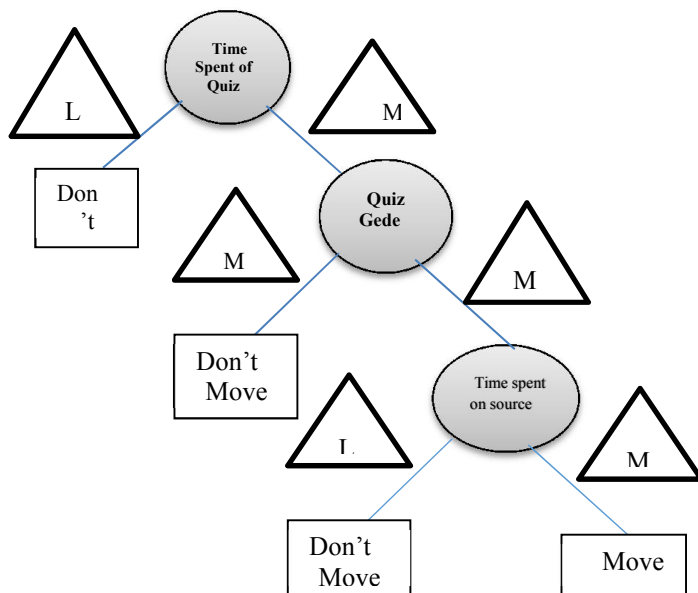 Time
Spent of
Quiz
L
M
Don
't
Quiz
Gede
M
M
Don't
Move
Time spent
on source
L
M
Don't
Move
Move